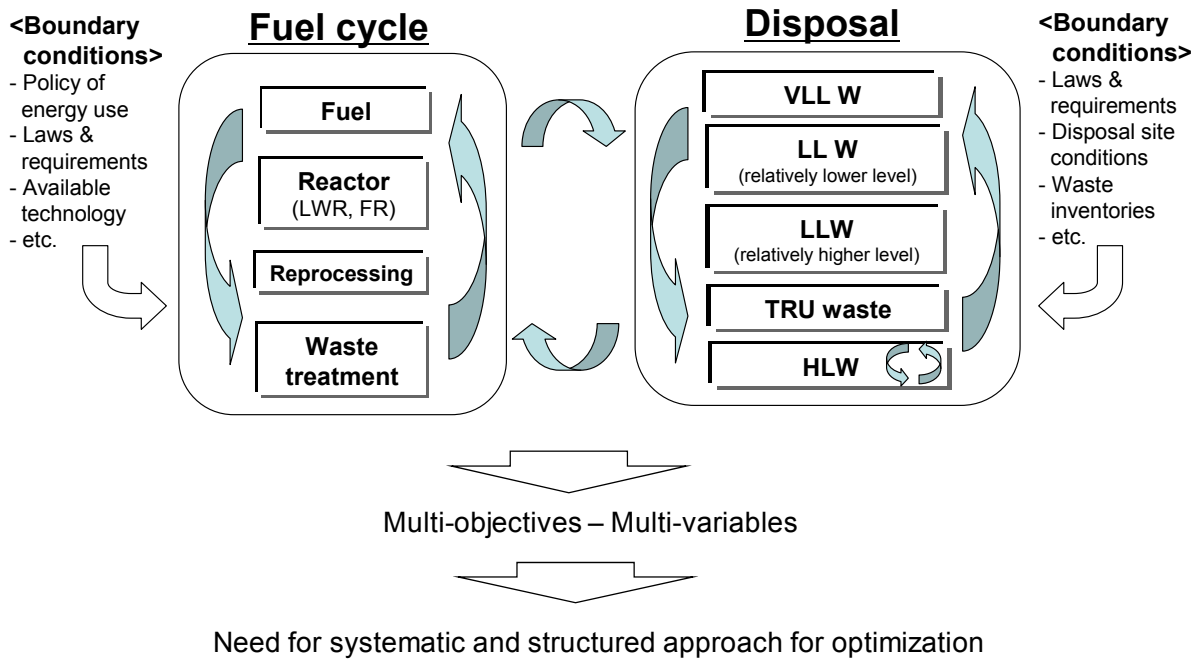 <Boundary
conditions>
- Policy of
energy use
- Laws &
requirements
- Available
technology
- etc.
Fuel cycle
Fuel
Reactor
(LWR, FR)
Reprocessing
Waste
treatment
Disposal
VLL W
LL W
(relatively lower level)
LLW
(relatively higher level)
TRU waste
HLW
<Boundary
conditions>
- Laws &
requirements
- Disposal site
conditions
- Waste
inventories
- etc.
Multi-objectives – Multi-variables
Need for systematic and structured approach for optimization